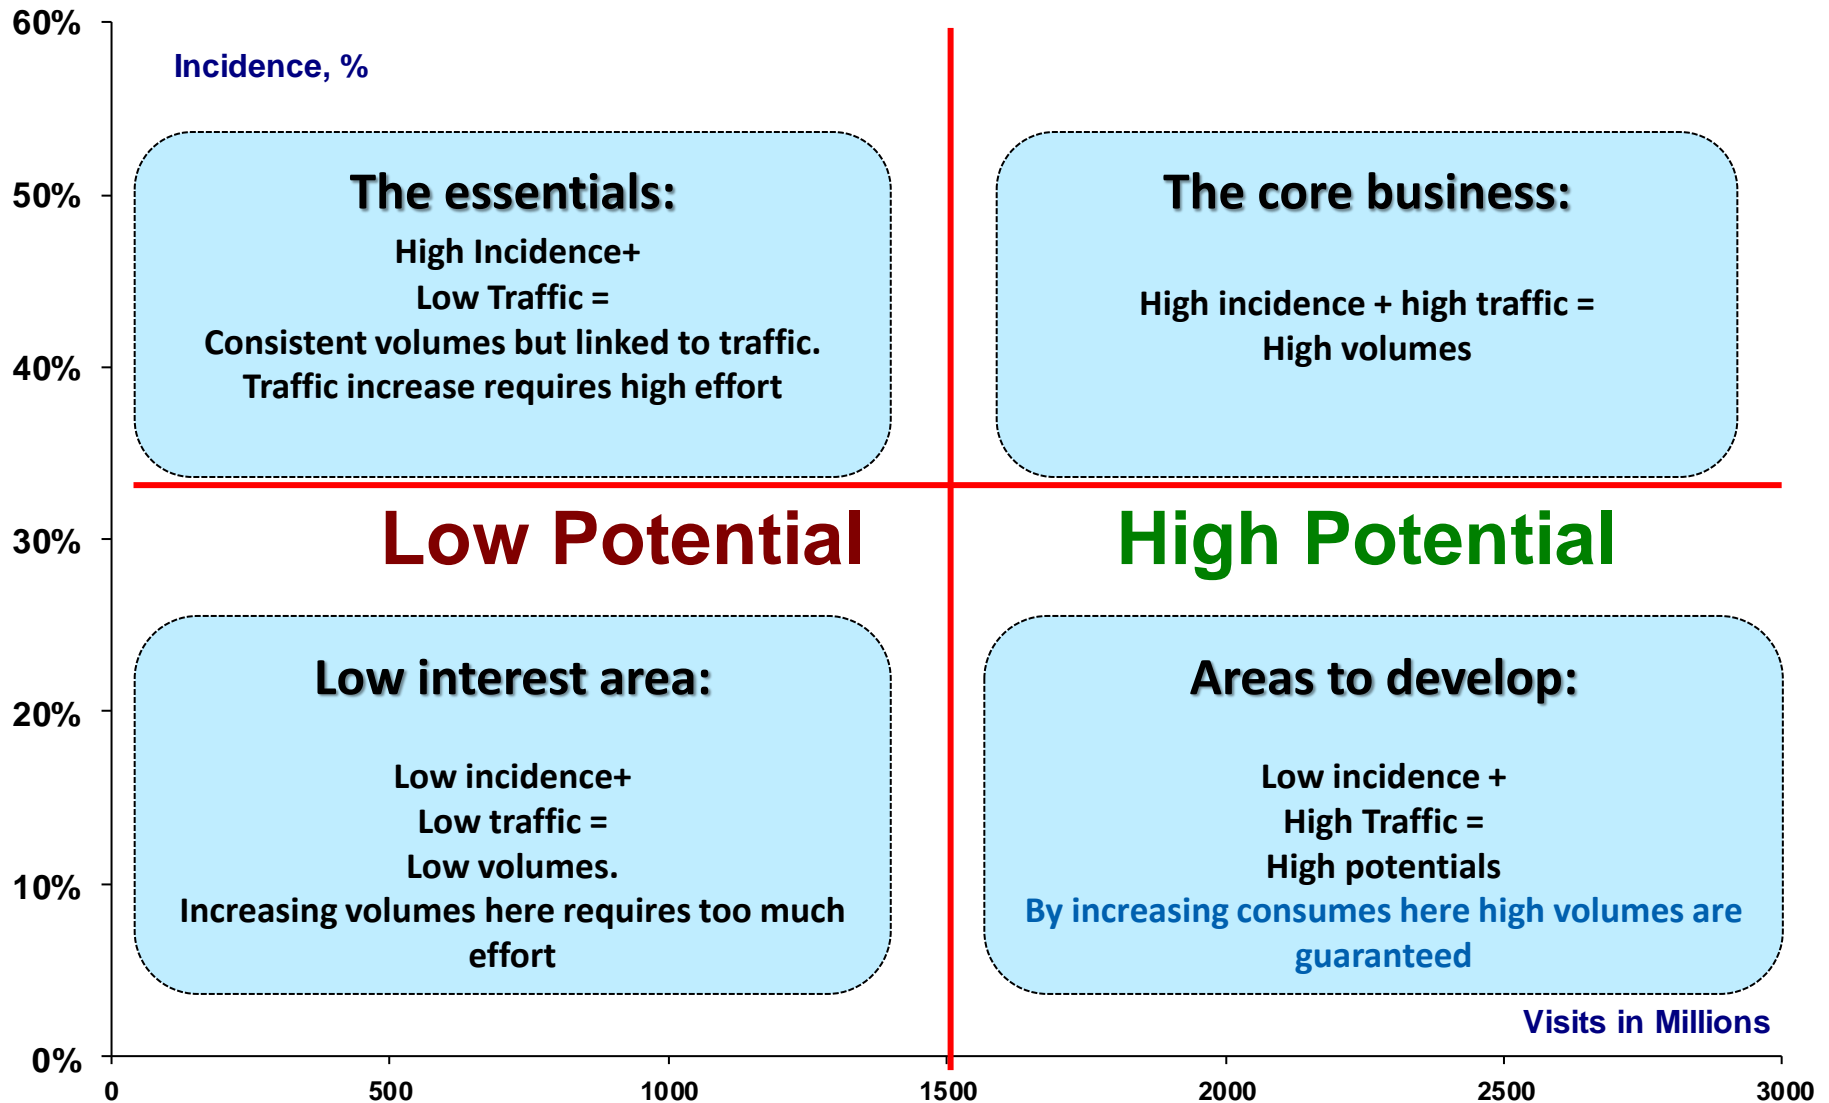 60%
Incidence, %
50%
40%
30%
20%
10%
0%
The essentials:
High Incidence+
Low Traffic =
Consistent volumes but linked to traffic.
Traffic increase requires high effort
The core business:
High incidence + high traffic =
High volumes
Low Potential
High Potential
Low interest area:
Low incidence+
Low traffic =
Low volumes.
Increasing volumes here requires too much
effort
Areas to develop:
Low incidence +
High Traffic =
High potentials
By increasing consumes here high volumes are
guaranteed
Visits in Millions
0 500 1000 1500 2000 2500 3000